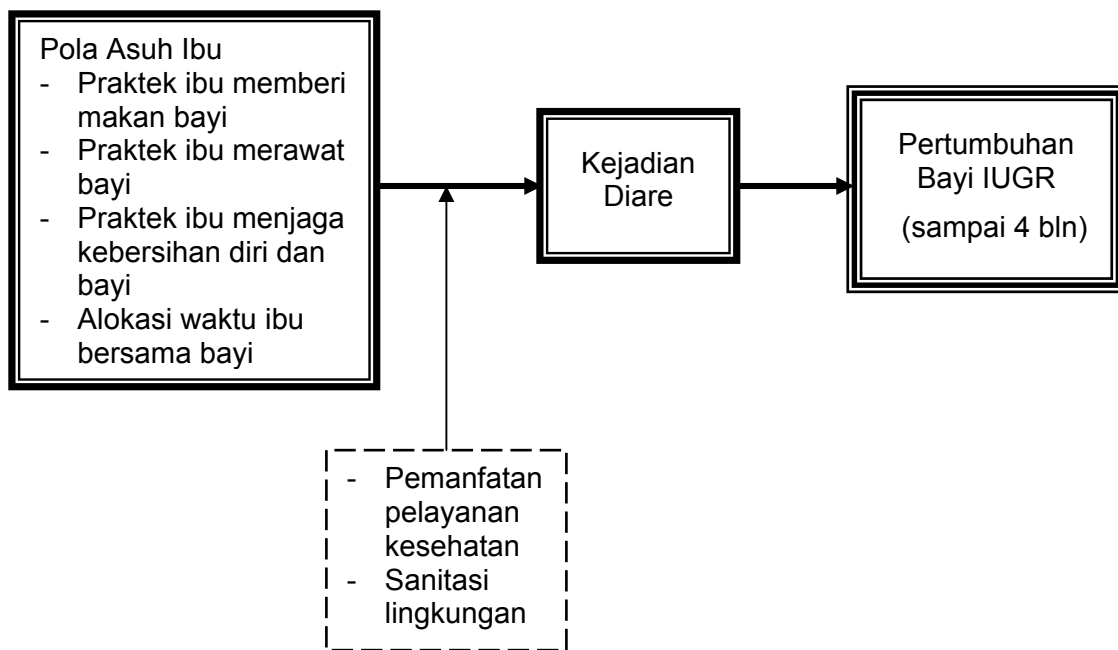 Pola Asuh Ibu
- Praktek ibu memberi
makan bayi
- Praktek ibu merawat
bayi
- Praktek ibu menjaga
kebersihan diri dan
bayi
- Alokasi waktu ibu
bersama bayi
Kejadian
Diare
Pertumbuhan
Bayi IUGR
(sampai 4 bln)
- Pemanfatan
pelayanan
kesehatan
- Sanitasi
lingkungan